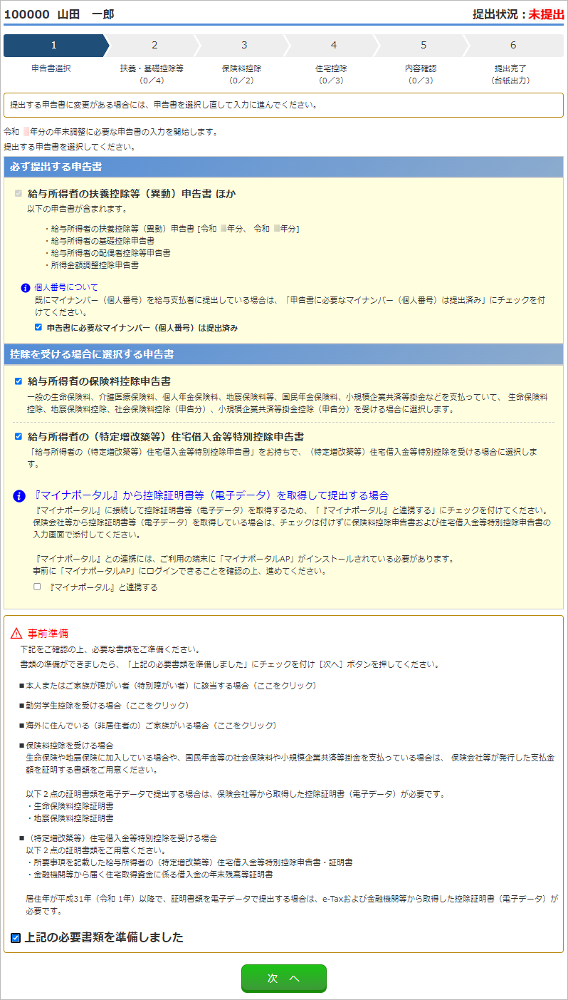 100000 山田　一郎
提出状況：未提出
1 2 3 4 5 6
申告書選択 扶養・基礎控除等 保険料控除 住宅控除 内容確認 提出完了
（0／4） （0／2） （0／3） （0／3） （台紙出力）
提出する申告書に変更がある場合には、申告書を選択し直して入力に進んでください。
令和 年分の年末調整に必要な申告書の入力を開始します。
提出する申告書を選択してください。
必ず提出する申告書
給与所得者の扶養控除等（異動）申告書 ほか
以下の申告書が含まれます。
・給与所得者の扶養控除等（異動）申告書 [令和 年分、 令和 年分]
・給与所得者の基礎控除申告書
・給与所得者の配偶者控除等申告書
・所得金額調整控除申告書
個人番号について
既にマイナンバー（個人番号）を給与支払者に提出している場合は、「申告書に必要なマイナンバー（個人番号）は提出済み」にチェックを付
けてください。
申告書に必要なマイナンバー（個人番号）は提出済み
控除を受ける場合に選択する申告書
給与所得者の保険料控除申告書
一般の生命保険料、介護医療保険料、個人年金保険料、地震保険料等、国民年金保険料、小規模企業共済等掛金などを支払っていて、 生命保険料
控除、地震保険料控除、社会保険料控除（申告分）、小規模企業共済等掛金控除（申告分）を受ける場合に選択します。
給与所得者の（特定増改築等）住宅借入金等特別控除申告書
「給与所得者の（特定増改築等）住宅借入金等特別控除申告書」をお持ちで、（特定増改築等）住宅借入金等特別控除を受ける場合に選択しま
す。
『マイナポータル』から控除証明書等（電子データ）を取得して提出する場合
『マイナポータル』に接続して控除証明書等（電子データ）を取得するため、「『マイナポータル』と連携する」にチェックを付けてください。
保険会社等から控除証明書等（電子データ）を取得している場合は、チェックは付けずに保険料控除申告書および住宅借入金等特別控除申告書の
入力画面で添付してください。
『マイナポータル』との連携には、ご利用の端末に「マイナポータルAP」がインストールされている必要があります。
事前に「マイナポータルAP」にログインできることを確認の上、進めてください。
『マイナポータル』と連携する
事前準備
下記をご確認の上、必要な書類をご準備ください。
書類の準備ができましたら、「上記の必要書類を準備しました」にチェックを付け［次へ］ボタンを押してください。
■本人またはご家族が障がい者（特別障がい者）に該当する場合（ここをクリック）
■勤労学生控除を受ける場合（ここをクリック）
■海外に住んでいる（非居住者の）ご家族がいる場合（ここをクリック）
■保険料控除を受ける場合
生命保険や地震保険に加入している場合や、国民年金等の社会保険料や小規模企業共済等掛金を支払っている場合は、 保険会社等が発行した支払金
額を証明する書類をご用意ください。
以下２点の証明書類を電子データで提出する場合は、保険会社等から取得した控除証明書（電子データ）が必要です。
・生命保険料控除証明書
・地震保険料控除証明書
■（特定増改築等）住宅借入金等特別控除を受ける場合
以下２点の証明書類をご用意ください。
・所要事項を記載した給与所得者の（特定増改築等）住宅借入金等特別控除申告書・証明書
・金融機関等から届く住宅取得資金に係る借入金の年末残高等証明書
居住年が平成31年（令和 1年）以降で、証明書類を電子データで提出する場合は、e-Taxおよび金融機関等から取得した控除証明書（電子データ）が
必要です。
上記の必要書類を準備しました
次　へ